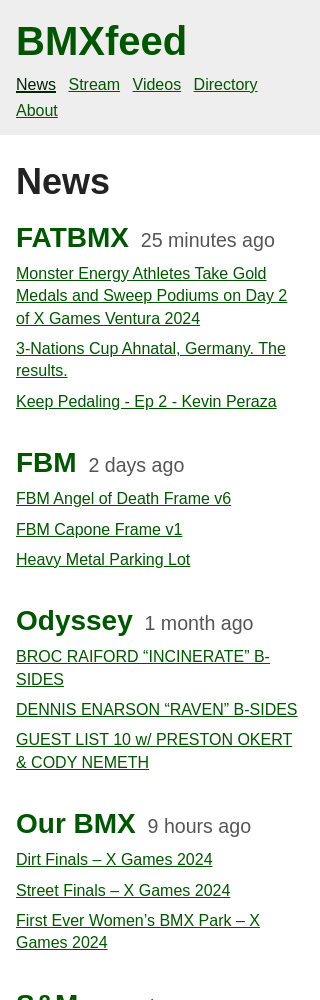 BMXfeed
News Stream Videos Directory
About
News
FATBMX 25 minutes ago
Monster Energy Athletes Take Gold
Medals and Sweep Podiums on Day 2
of X Games Ventura 2024
3-Nations Cup Ahnatal, Germany. The
results.
Keep Pedaling - Ep 2 - Kevin Peraza
FBM 2 days ago
FBM Angel of Death Frame v6
FBM Capone Frame v1
Heavy Metal Parking Lot
Odyssey 1 month ago
BROC RAIFORD “INCINERATE” B-
SIDES
DENNIS ENARSON “RAVEN” B-SIDES
GUEST LIST 10 w/ PRESTON OKERT
& CODY NEMETH
Our BMX 9 hours ago
Dirt Finals – X Games 2024
Street Finals – X Games 2024
First Ever Women’s BMX Park – X
Games 2024